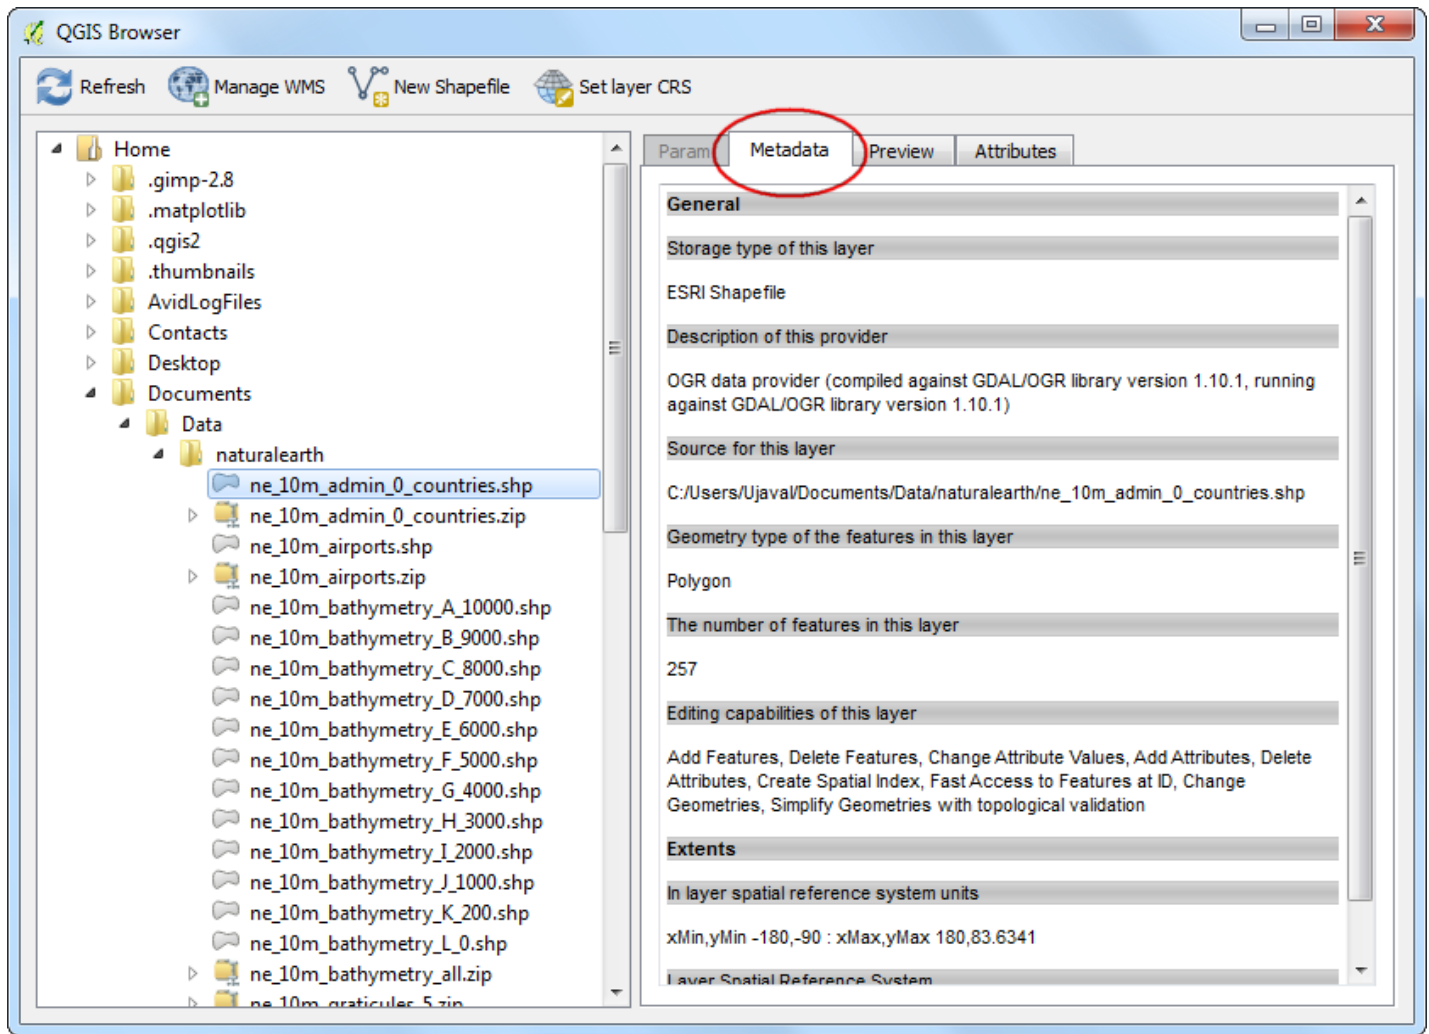 QGIS Browser
Refresh
Manage WMS
New Shapefile
Set layer CRS
Home
.gimp-2.8
.matplotlib
.qgis2
.thumbnails
AvidLogFiles
Contacts
Desktop
Documents
Data
naturalearth
ne_10m_admin_0_countries.shp
ne_10m_admin_0_countries.zip
ne_10m_airports.shp
ne_10m_airports.zip
ne_10m_bathymetry_A_10000.shp
ne_10m_bathymetry_B_9000.shp
ne_10m_bathymetry_C_8000.shp
ne_10m_bathymetry_D_7000.shp
ne_10m_bathymetry_E_6000.shp
ne_10m_bathymetry_F_5000.shp
ne_10m_bathymetry_G_4000.shp
ne_10m_bathymetry_H_3000.shp
ne_10m_bathymetry_I_2000.shp
ne_10m_bathymetry_J_1000.shp
ne_10m_bathymetry_K_200.shp
ne_10m_bathymetry_L_0.shp
ne_10m_bathymetry_all.zip
ne_10m_graticules_5.zip
Param
Metadata
Preview
Attributes
General
Storage type of this layer
ESRI Shapefile
Description of this provider
OGR data provider (compiled against GDAL/OGR library version 1.10.1, running
against GDAL/OGR library version 1.10.1)
Source for this layer
C:/Users/Ujaval/Documents/Data/naturalearth/ne_10m_admin_0_countries.shp
Geometry type of the features in this layer
Polygon
The number of features in this layer
257
Editing capabilities of this layer
Add Features, Delete Features, Change Attribute Values, Add Attributes, Delete
Attributes, Create Spatial Index, Fast Access to Features at ID, Change
Geometries, Simplify Geometries with topological validation
Extents
In layer spatial reference system units
xMin,yMin -180,-90 : xMax,yMax 180,83.6341
Layer Spatial Reference System